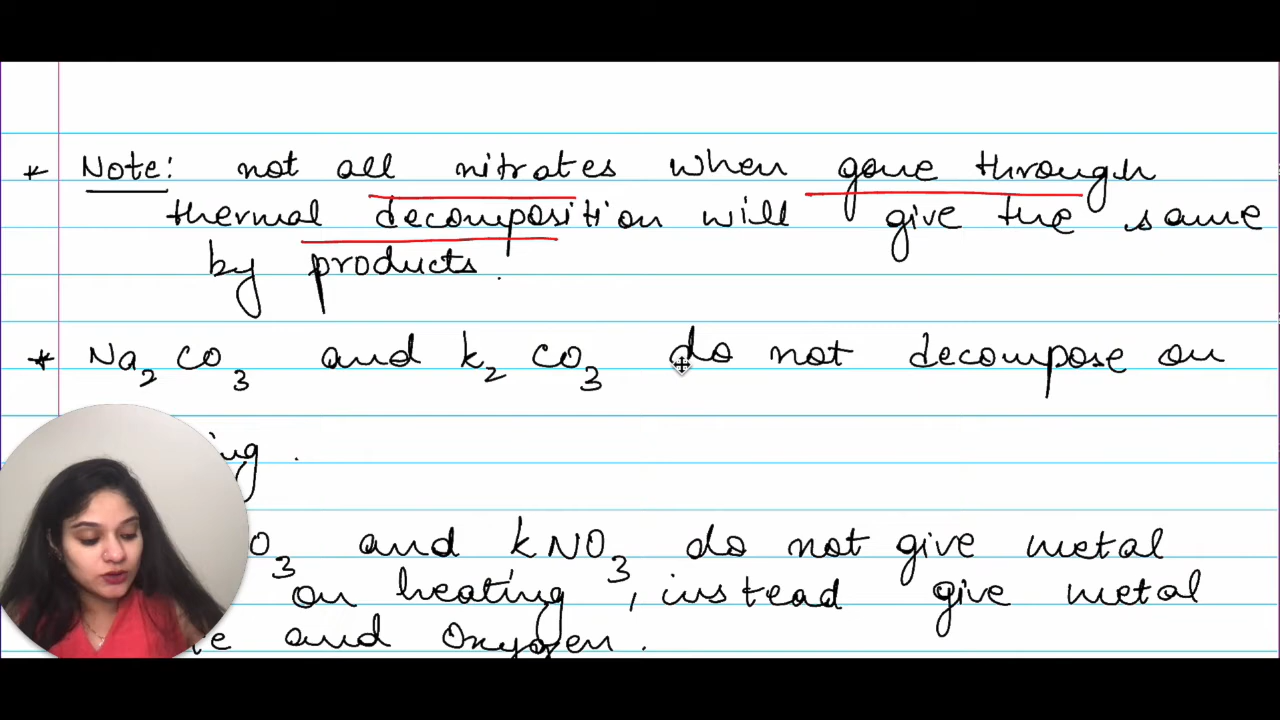 * Note: not all nitrates when gone through
thermal decomposition will give the same
by products.
* Na₂CO₃ and k₂CO₃ do not decompose on
ing.
O₃ and kNO₃ do not give metal
on heating, instead give metal
e and oxygen.